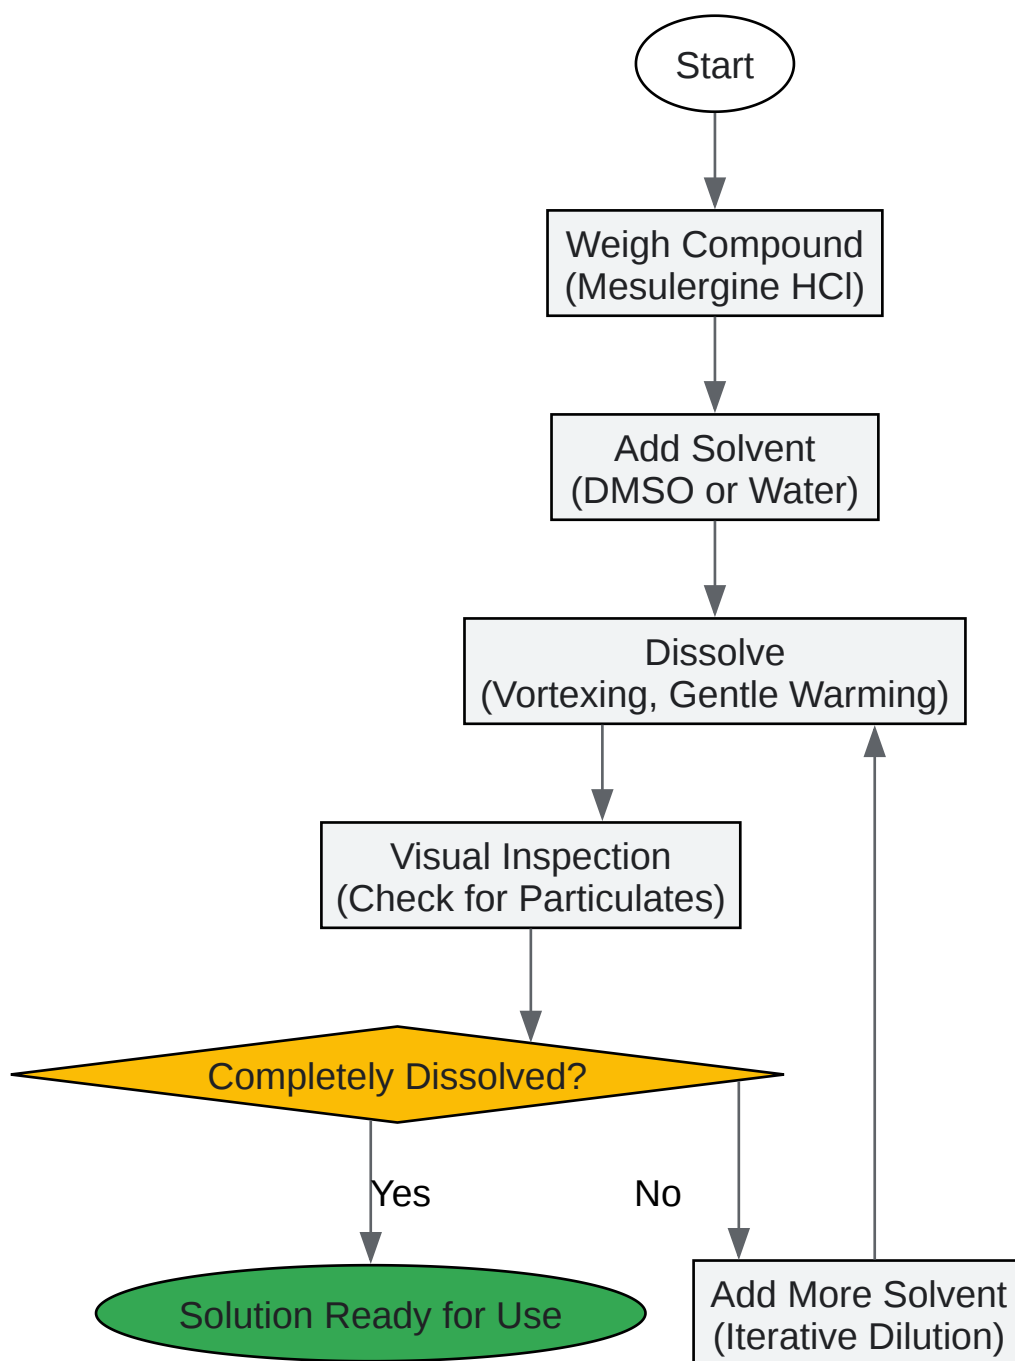 Start
Weigh Compound
(Mesulergine HCl)
Add Solvent
(DMSO or Water)
Dissolve
(Vortexing, Gentle Warming)
Visual Inspection
(Check for Particulates)
Completely Dissolved?
Yes
No
Solution Ready for Use
Add More Solvent
(Iterative Dilution)